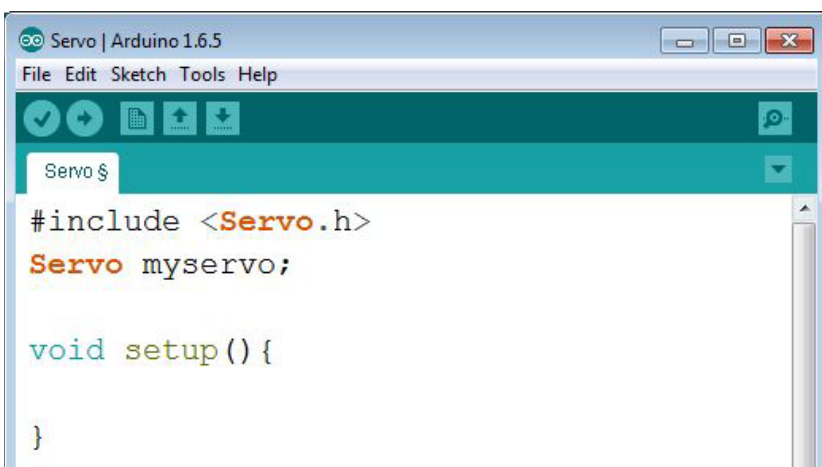 Servo | Arduino 1.6.5
File Edit Sketch Tools Help
Servo §
#include <Servo.h>
Servo myservo;
void setup(){
}